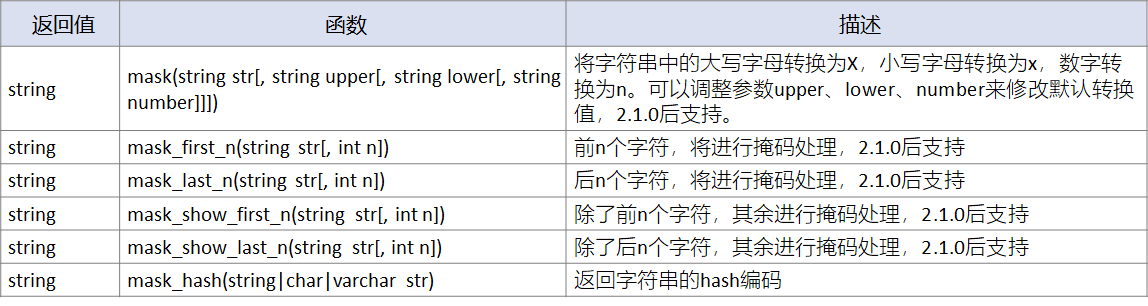 返回值 函数 描述
string mask(string str[, string upper[, string lower[, string number]]]) 将字符串中的大写字母转换为X，小写字母转换为x，数字转
换为n。可以调整参数upper、lower、number来修改默认转换
值，2.1.0后支持。
string mask_first_n(string str[, int n]) 前n个字符，将进行掩码处理，2.1.0后支持
string mask_last_n(string str[, int n]) 后n个字符，将进行掩码处理，2.1.0后支持
string mask_show_first_n(string str[, int n]) 除了前n个字符，其余进行掩码处理，2.1.0后支持
string mask_show_last_n(string str[, int n]) 除了后n个字符，其余进行掩码处理，2.1.0后支持
string mask_hash(string|char|varchar str) 返回字符串的hash编码